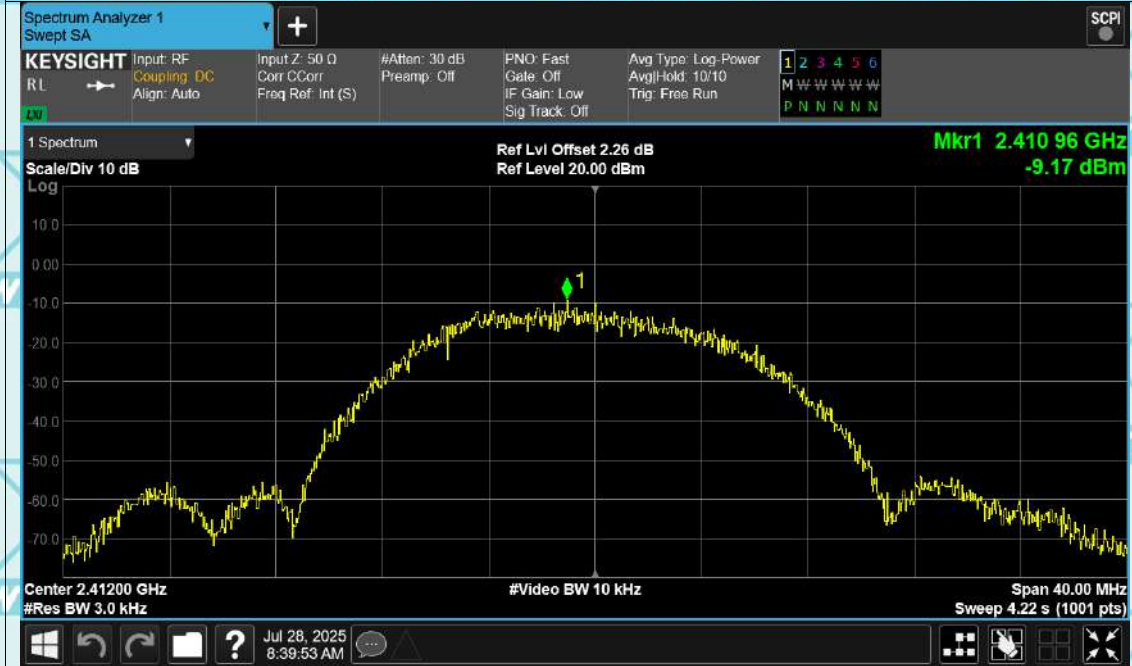 Spectrum Analyzer 1
Swept SA
+
SCPI
KEYSIGHT
RL
LXI
Input: RF
Coupling: DC
Align: Auto
Input Z: 50 Ω
Corr CCorr
Freq Ref: Int (S)
#Atten: 30 dB
Preamp: Off
PNO: Fast
Gate: Off
IF Gain: Low
Sig Track: Off
Avg Type: Log-Power
Avg|Hold: 10/10
Trig: Free Run
1 2 3 4 5 6
M W W W W W
P N N N N N
1 Spectrum
Scale/Div 10 dB
Log
Ref Lvl Offset 2.26 dB
Ref Level 20.00 dBm
Mkr1 2.410 96 GHz
-9.17 dBm
10.0
0.00
-10.0
-20.0
-30.0
-40.0
-50.0
-60.0
-70.0
1
Center 2.41200 GHz
#Res BW 3.0 kHz
#Video BW 10 kHz
Span 40.00 MHz
Sweep 4.22 s (1001 pts)
?
Jul 28, 2025
8:39:53 AM